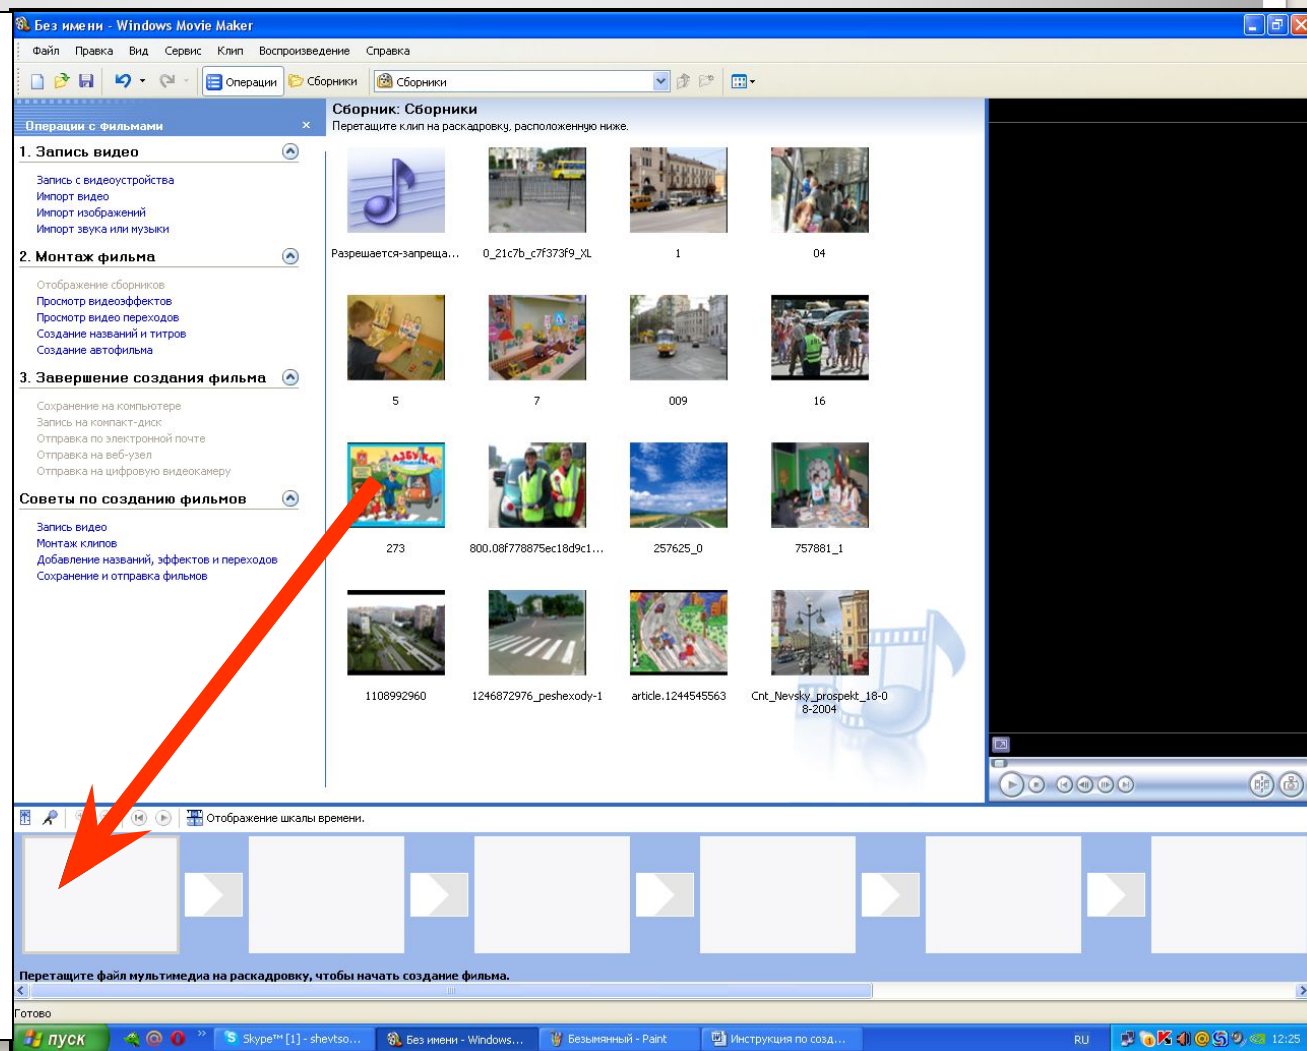 Без имени - Windows Movie Maker
Файл Правка Вид Сервис Клип Воспроизведение Справка
Операции Сборники Сборники
Операции с фильмами
1. Запись видео
Запись с видеоустройства
Импорт видео
Импорт изображений
Импорт звука или музыки
2. Монтаж фильма
Отображение сборников
Просмотр видеоэффектов
Просмотр видео переходов
Создание названий и титров
Создание автофильма
3. Завершение создания фильма
Сохранение на компьютере
Запись на компакт-диск
Отправка по электронной почте
Отправка на веб-узел
Отправка на цифровую видеокамеру
Советы по созданию фильмов
Запись видео
Монтаж клипов
Добавление названий, эффектов и переходов
Сохранение и отправка фильмов
Сборник: Сборники
Перетащите клип на раскадровку, расположенную ниже.
Разрешается-запреща... 0_21c7b_c7f373f9_XL 1 04
5 7 009 16
АЗБУКА
273 800.08f778875ec18d9c1... 257625_0 757881_1
1108992960 1246872976_peshexody-1 article.1244545563 Cnt_Nevsky_prospekt_18-0
8-2004
Отображение шкалы времени.
Перетащите файл мультимедиа на раскадровку, чтобы начать создание фильма.
Готово
пуск Skype™ [1] - shevtso... Без имени - Windows... Безымянный - Paint Инструкция по созд... RU 12:25